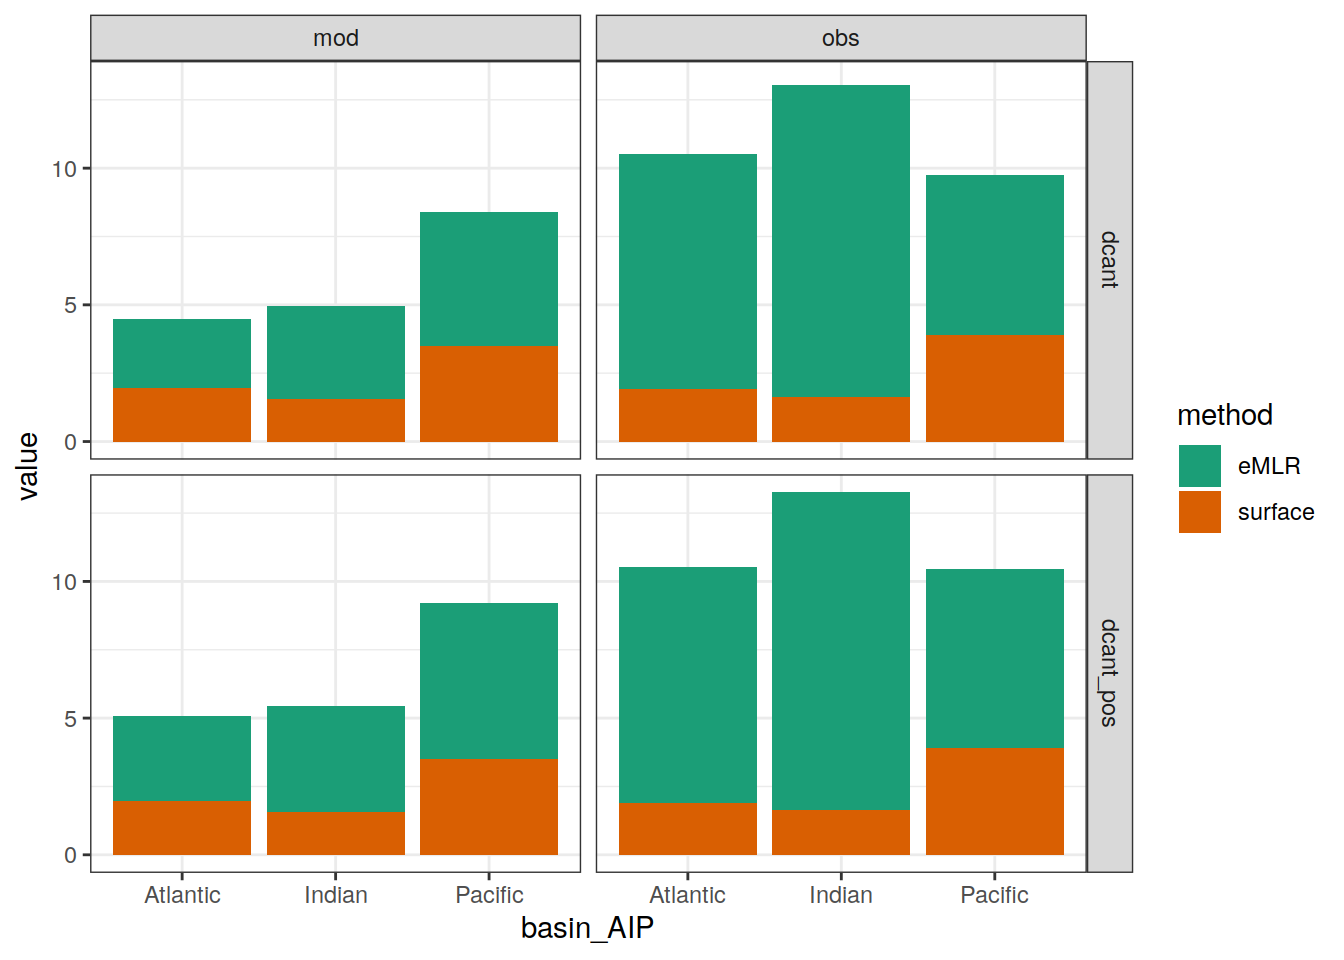 mod
obs
10
5
0
dcant
10
5
0
dcant_pos
value
Atlantic
Indian
Pacific
Atlantic
Indian
Pacific
basin_AIP
method
eMLR
surface